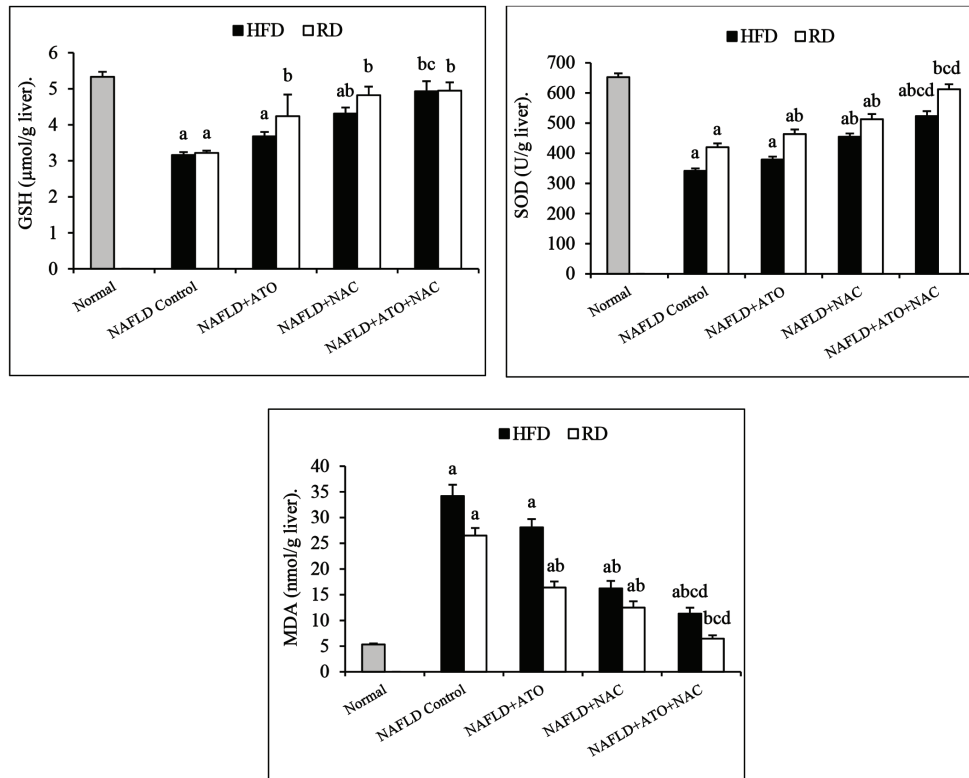 HFD RD
GSH (µmol/g liver).
6
5
4
3
2
1
0
a a
b
ab b
bc b
Normal
NAFLD Control
NAFLD+ATO
NAFLD+NAC
NAFLD+ATO+NAC
HFD RD
SOD (U/g liver).
700
600
500
400
300
200
100
0
a a
a ab
ab ab
abcd bcd
Normal
NAFLD Control
NAFLD+ATO
NAFLD+NAC
NAFLD+ATO+NAC
HFD RD
MDA (nmol/g liver).
40
35
30
25
20
15
10
5
0
a a
a ab
ab ab
abcd bcd
Normal
NAFLD Control
NAFLD+ATO
NAFLD+NAC
NAFLD+ATO+NAC